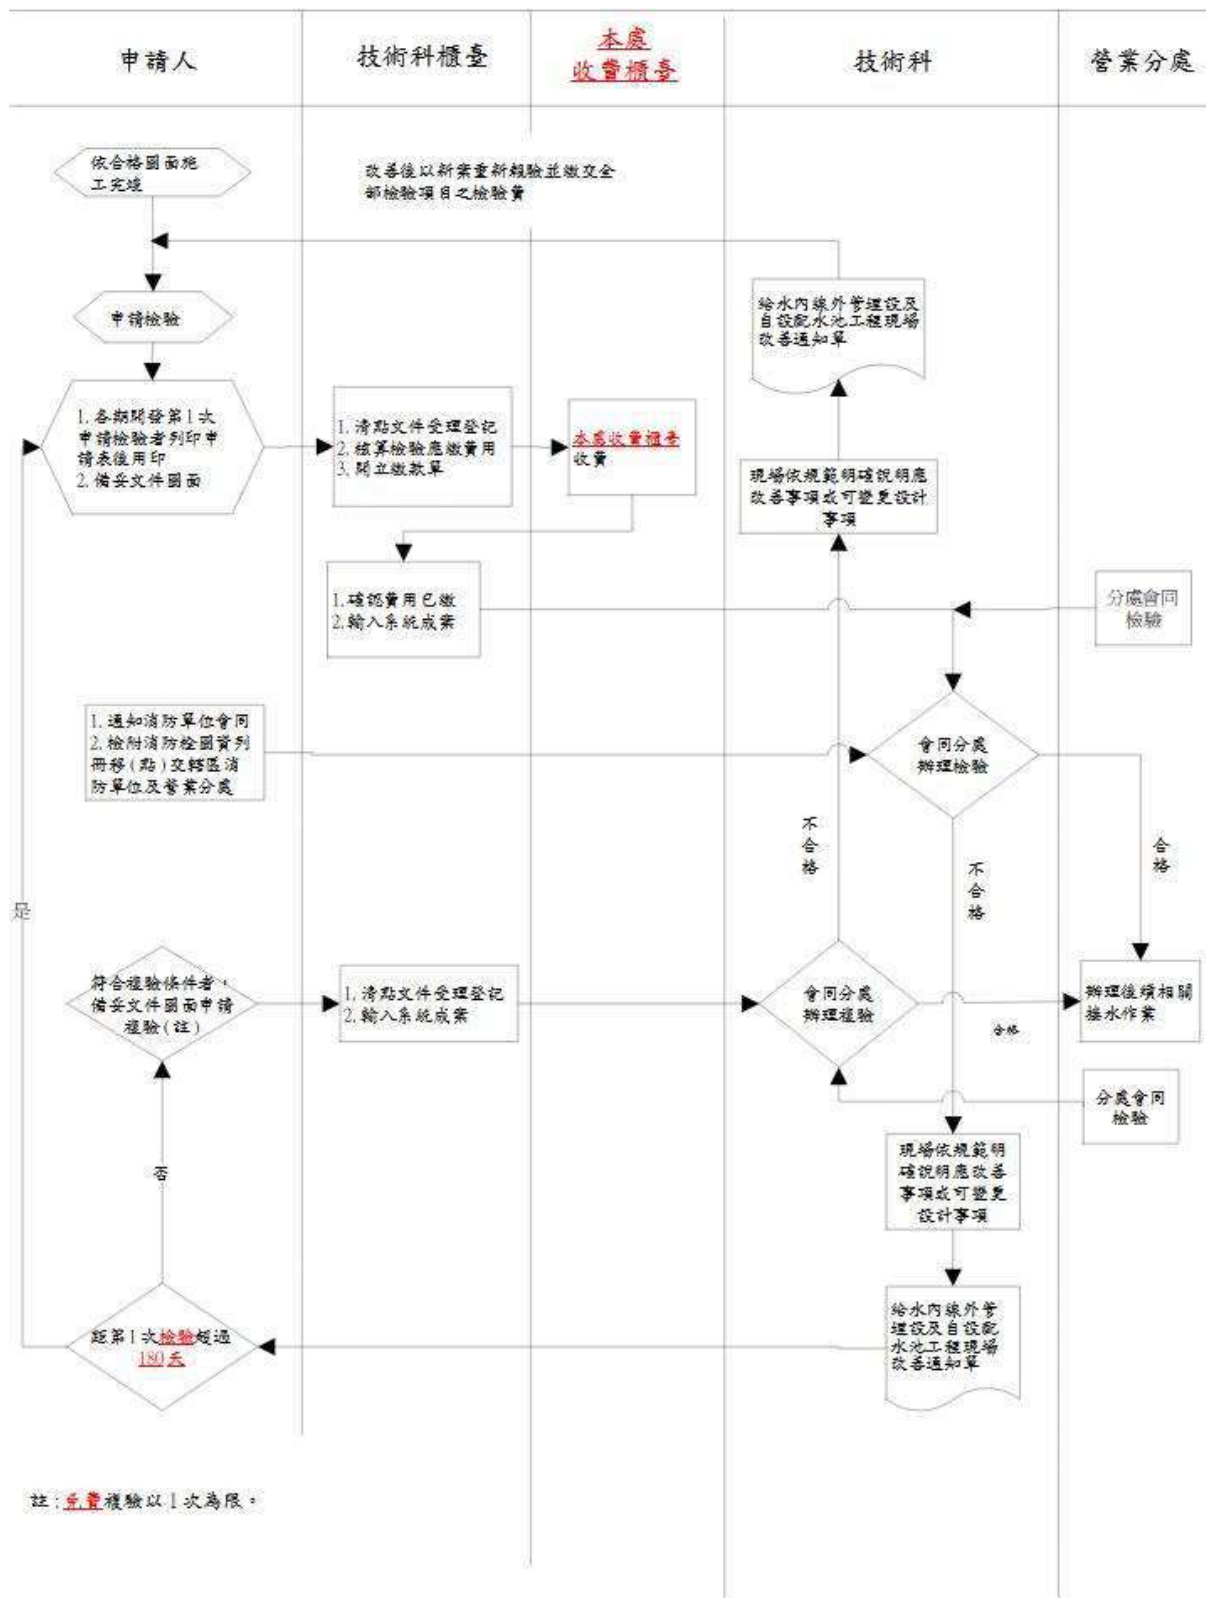 申請人
技術科櫃臺
本處
收費櫃臺
技術科
營業分處
依合格圖面施
工完竣
改善後以新案重新報驗並繳交全
部檢驗項目之檢驗費
申請檢驗
給水內線外管埋設及
自設配水池工程現場
改善通知單
1. 各期開發第1次
申請檢驗者列印申
請表後用印
2. 備妥文件圖面
1. 清點文件受理登記
2. 核算檢驗應繳費用
3. 開立繳款單
本處收費櫃臺
收費
現場依規範明確說明應
改善事項或可變更設計
事項
1. 確認費用已繳
2. 輸入系統成案
分處會同
檢驗
1. 通知消防單位會同
2. 檢附消防栓圖資列
冊移(點)交轄區消
防單位及營業分處
會同分處
辦理檢驗
不合格
不合格
合格
是
符合複驗條件者，
備妥文件圖面申請
複驗(註)
1. 清點文件受理登記
2. 輸入系統成案
會同分處
辦理複驗
合格
辦理後續相關
接水作業
分處會同
檢驗
否
現場依規範明
確說明應改善
事項或可變更
設計事項
距第1次檢驗超過
180天
給水內線外管
埋設及自設配
水池工程現場
改善通知單
註：免費複驗以1次為限。